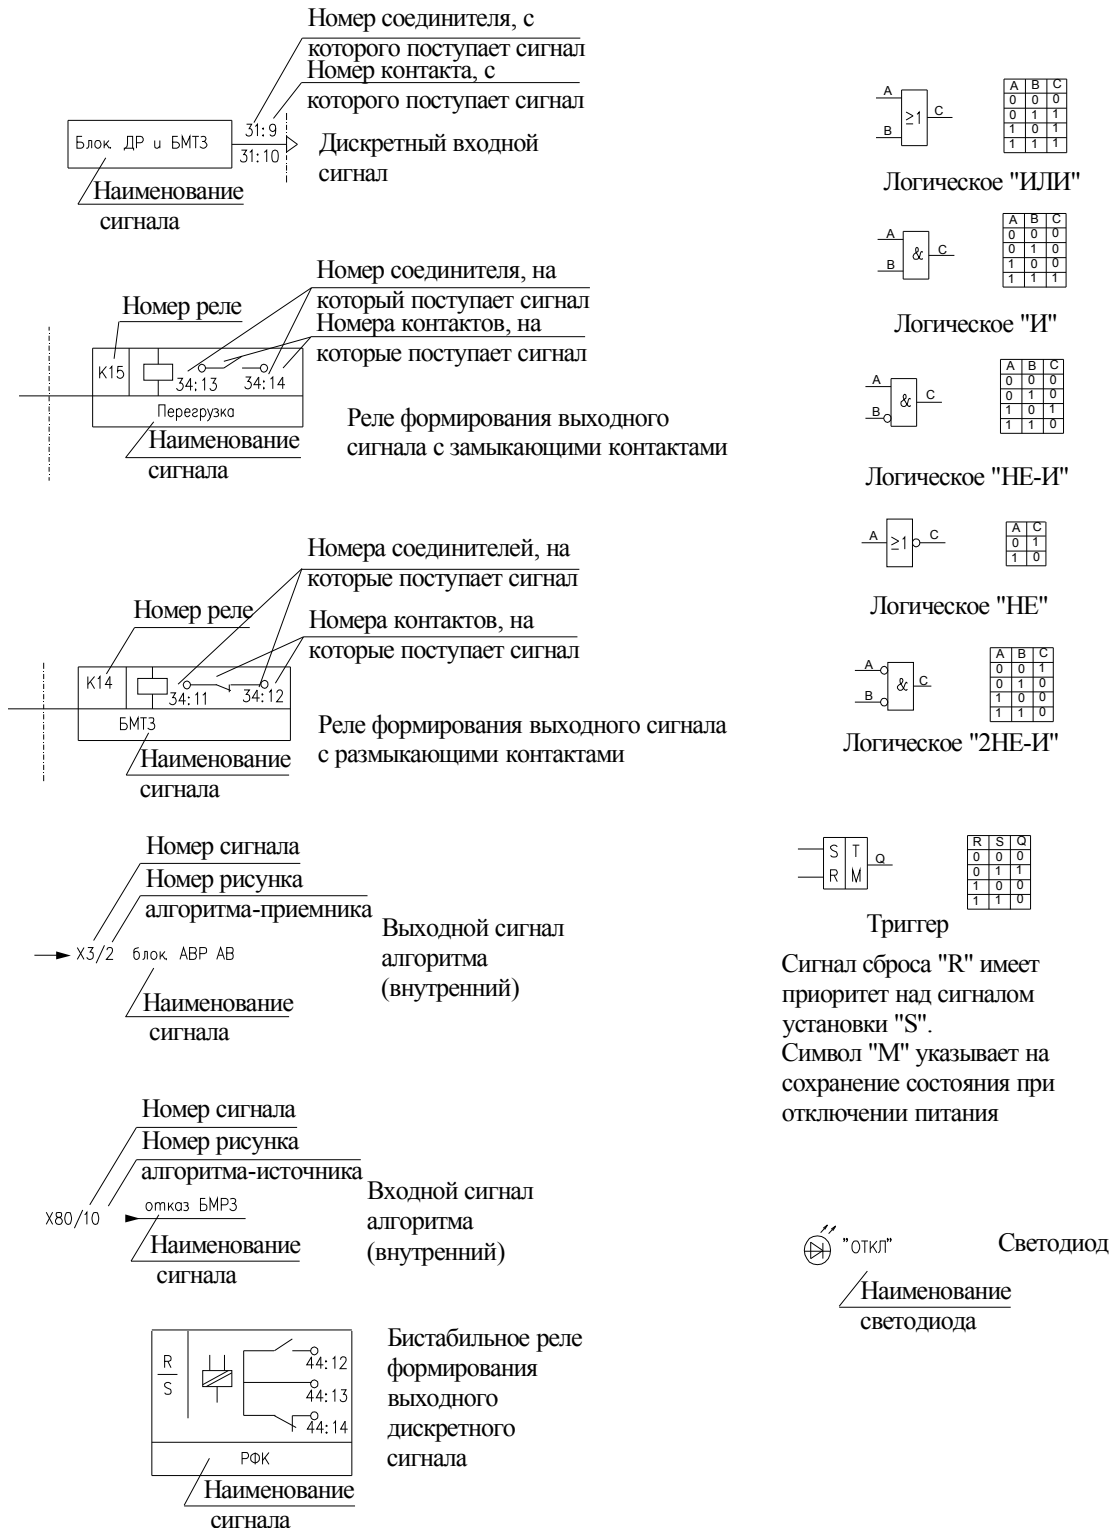 Номер соединителя, с
которого поступает сигнал
Номер контакта, с
которого поступает сигнал
Блок. ДР и БМТЗ
31:9
31:10
Дискретный входной
сигнал
Наименование
сигнала
Номер соединителя, на
который поступает сигнал
Номер реле
Номера контактов, на
которые поступает сигнал
К15
34:13
34:14
Перегрузка
Наименование
сигнала
Реле формирования выходного
сигнала с замыкающими контактами
Номера соединителей, на
которые поступает сигнал
Номер реле
Номера контактов, на
которые поступает сигнал
К14
34:11
34:12
БМТЗ
Наименование
сигнала
Реле формирования выходного сигнала
с размыкающими контактами
Номер сигнала
Номер рисунка
алгоритма-приемника
Х3/2 блок. АВР АВ
Наименование
сигнала
Выходной сигнал
алгоритма
(внутренний)
Номер сигнала
Номер рисунка
алгоритма-источника
Х80/10
отказ БМРЗ
Наименование
сигнала
Входной сигнал
алгоритма
(внутренний)
R
S
44:12
44:13
44:14
РФК
Наименование
сигнала
Бистабильное реле
формирования
выходного
дискретного
сигнала
A
B
≥1
C
A B C
0 0 0
0 1 1
1 0 1
1 1 1
Логическое "ИЛИ"
A
B
&
C
A B C
0 0 0
0 1 0
1 0 0
1 1 1
Логическое "И"
A
B
&
C
A B C
0 0 0
0 1 0
1 0 1
1 1 0
Логическое "НЕ-И"
A
≥1
C
A C
0 1
1 0
Логическое "НЕ"
A
B
&
C
A B C
0 0 1
0 1 0
1 0 0
1 1 0
Логическое "2НЕ-И"
S T
R M
Q
R S Q
0 0 0
0 1 1
1 0 0
1 1 0
Триггер
Сигнал сброса "R" имеет
приоритет над сигналом
установки "S".
Символ "М" указывает на
сохранение состояния при
отключении питания
"ОТКЛ"
Светодиод
Наименование
светодиода